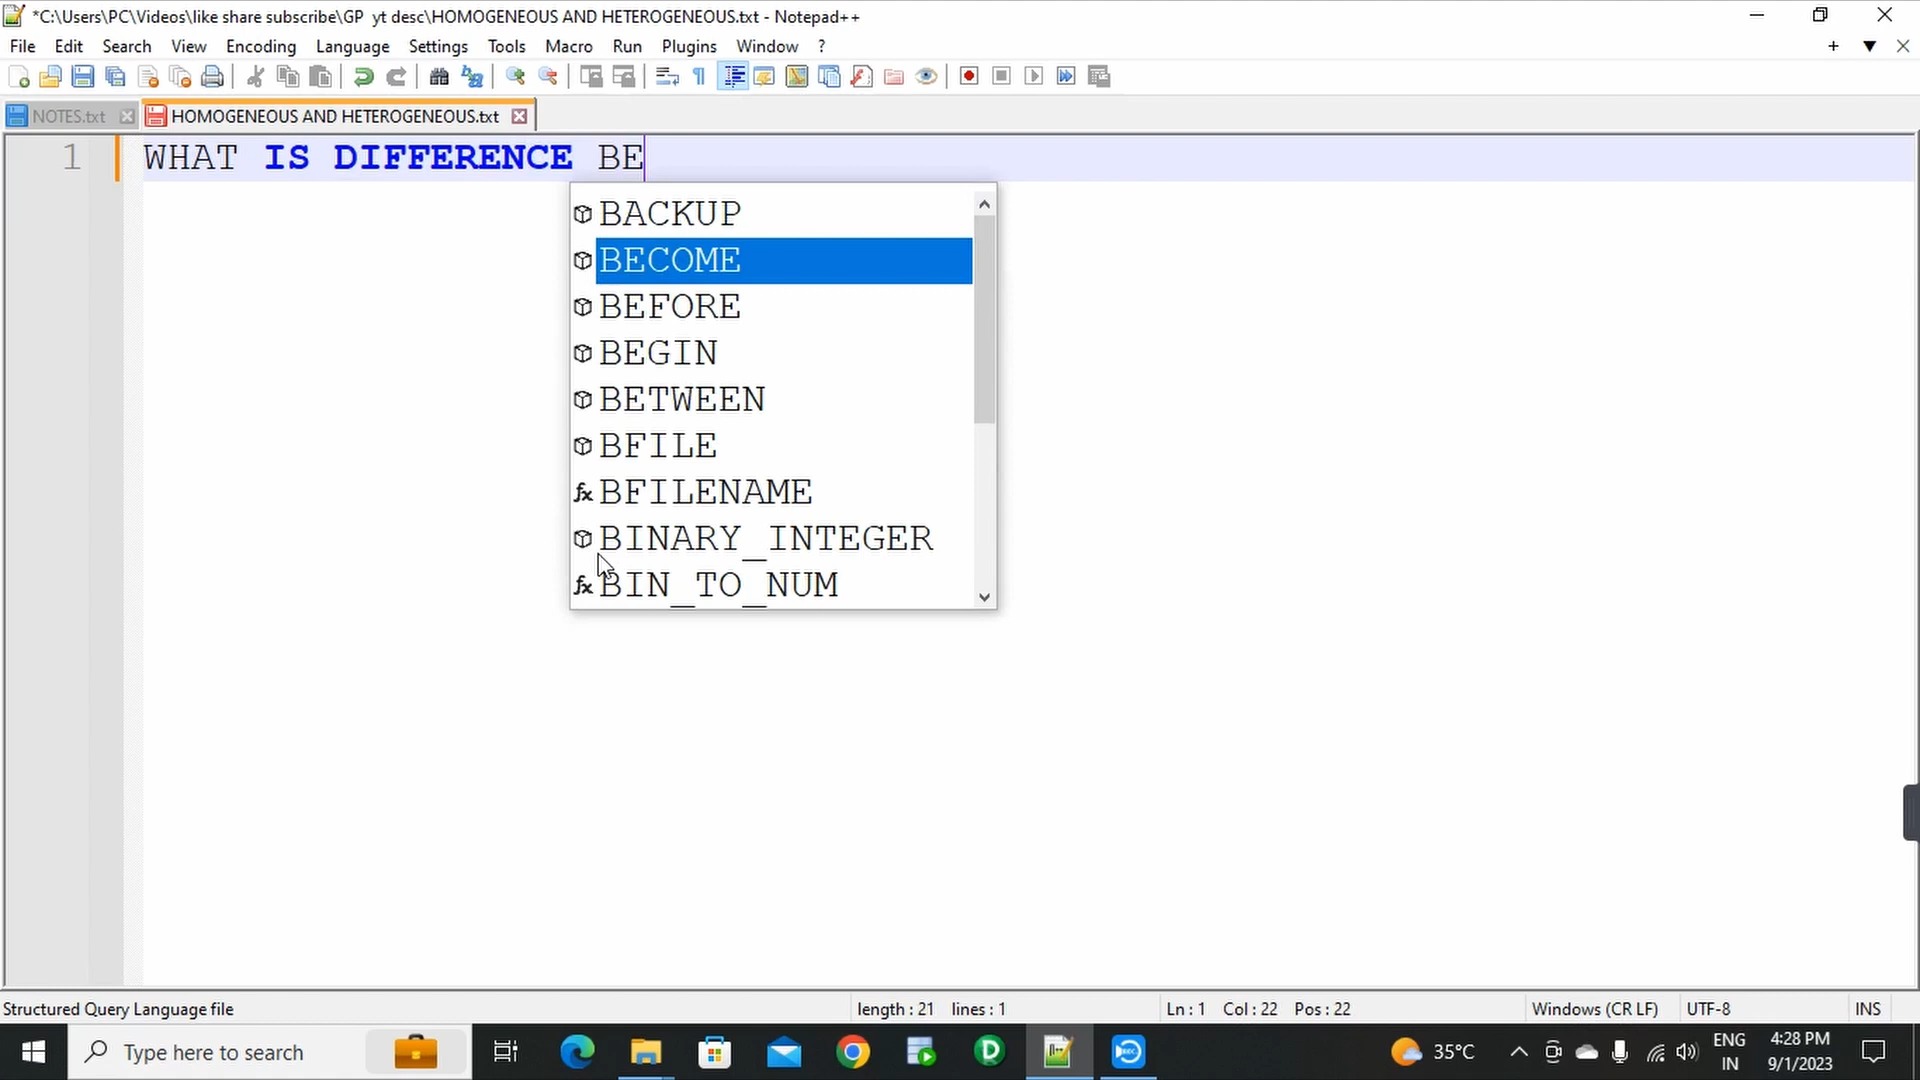 *C:\Users\PC\Videos\like share subscribe\GP  yt desc\HOMOGENEOUS AND HETEROGENEOUS.txt - Notepad++
File Edit Search View Encoding Language Settings Tools Macro Run Plugins Window ?
NOTES.txt HOMOGENEOUS AND HETEROGENEOUS.txt
1 WHAT IS DIFFERENCE BE
BACKUP
BECOME
BEFORE
BEGIN
BETWEEN
BFILE
BFILENAME
BINARY_INTEGER
BIN_TO_NUM
Structured Query Language file length : 21 lines : 1 Ln : 1 Col : 22 Pos : 22 Windows (CR LF) UTF-8 INS
Type here to search 35°C ENG IN 4:28 PM 9/1/2023